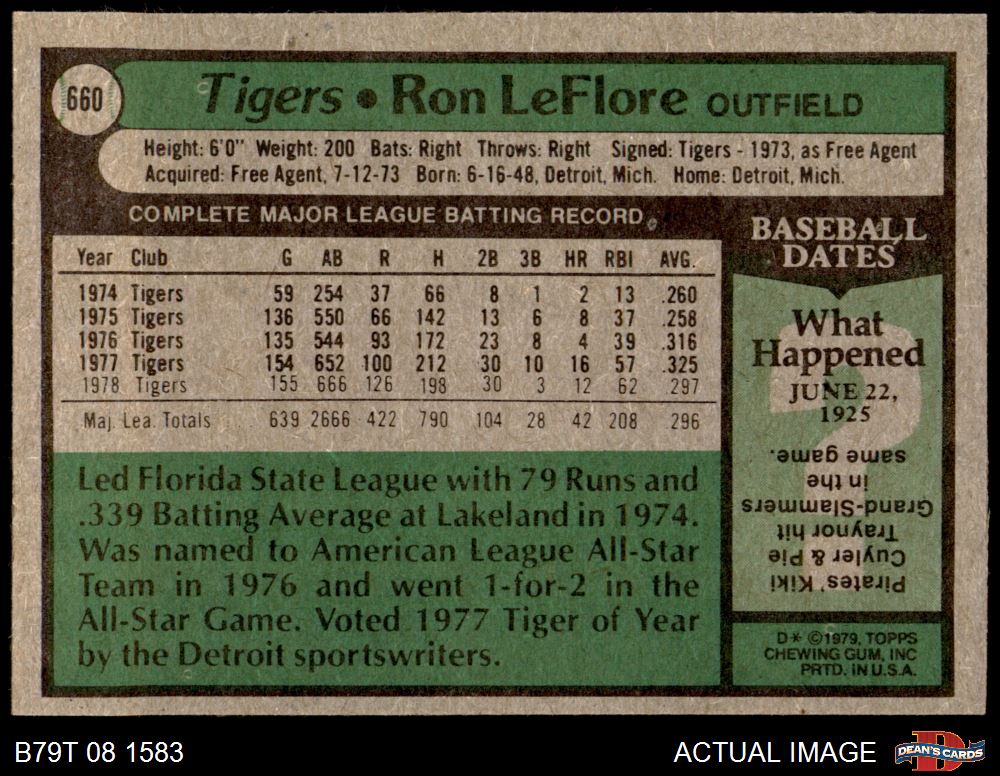 660
Tigers • Ron LeFlore OUTFIELD
Height: 6'0" Weight: 200 Bats: Right Throws: Right Signed: Tigers - 1973, as Free Agent
Acquired: Free Agent, 7-12-73 Born: 6-16-48, Detroit, Mich. Home: Detroit, Mich.
COMPLETE MAJOR LEAGUE BATTING RECORD
Year Club G AB R H 2B 3B HR RBI AVG.
1974 Tigers 59 254 37 66 8 1 2 13 .260
1975 Tigers 136 550 66 142 13 6 8 37 .258
1976 Tigers 135 544 93 172 23 8 4 39 .316
1977 Tigers 154 652 100 212 30 10 16 57 .325
1978 Tigers 155 666 126 198 30 3 12 62 .297
Maj. Lea. Totals 639 2666 422 790 104 28 42 208 .296
Led Florida State League with 79 Runs and
.339 Batting Average at Lakeland in 1974.
Was named to American League All-Star
Team in 1976 and went 1-for-2 in the
All-Star Game. Voted 1977 Tiger of Year
by the Detroit sportswriters.
BASEBALL
DATES
What
Happened
JUNE 22,
1925
?
Pirates' Kiki
Cuyler & Pie
Traynor hit
Grand-Slammers
in the
same game.
D* ©1979, TOPPS
CHEWING GUM, INC
PRTD. IN U.S.A.
B79T 08 1583
ACTUAL IMAGE
D
DEAN'S CARDS